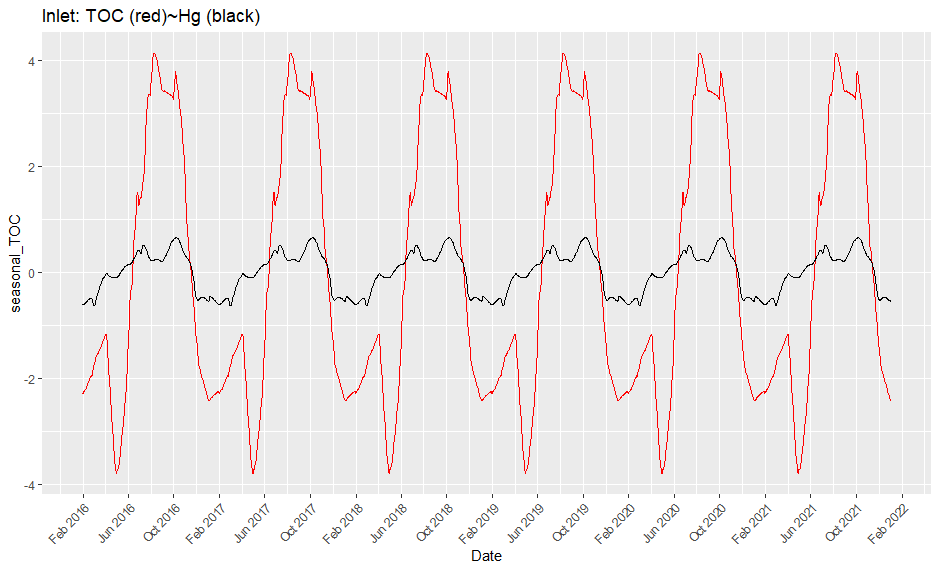 Inlet: TOC (red)~Hg (black)
seasonal_TOC
4
2
0
-2
-4
Feb 2016
Jun 2016
Oct 2016
Feb 2017
Jun 2017
Oct 2017
Feb 2018
Jun 2018
Oct 2018
Feb 2019
Jun 2019
Oct 2019
Feb 2020
Jun 2020
Oct 2020
Feb 2021
Jun 2021
Oct 2021
Feb 2022
Date